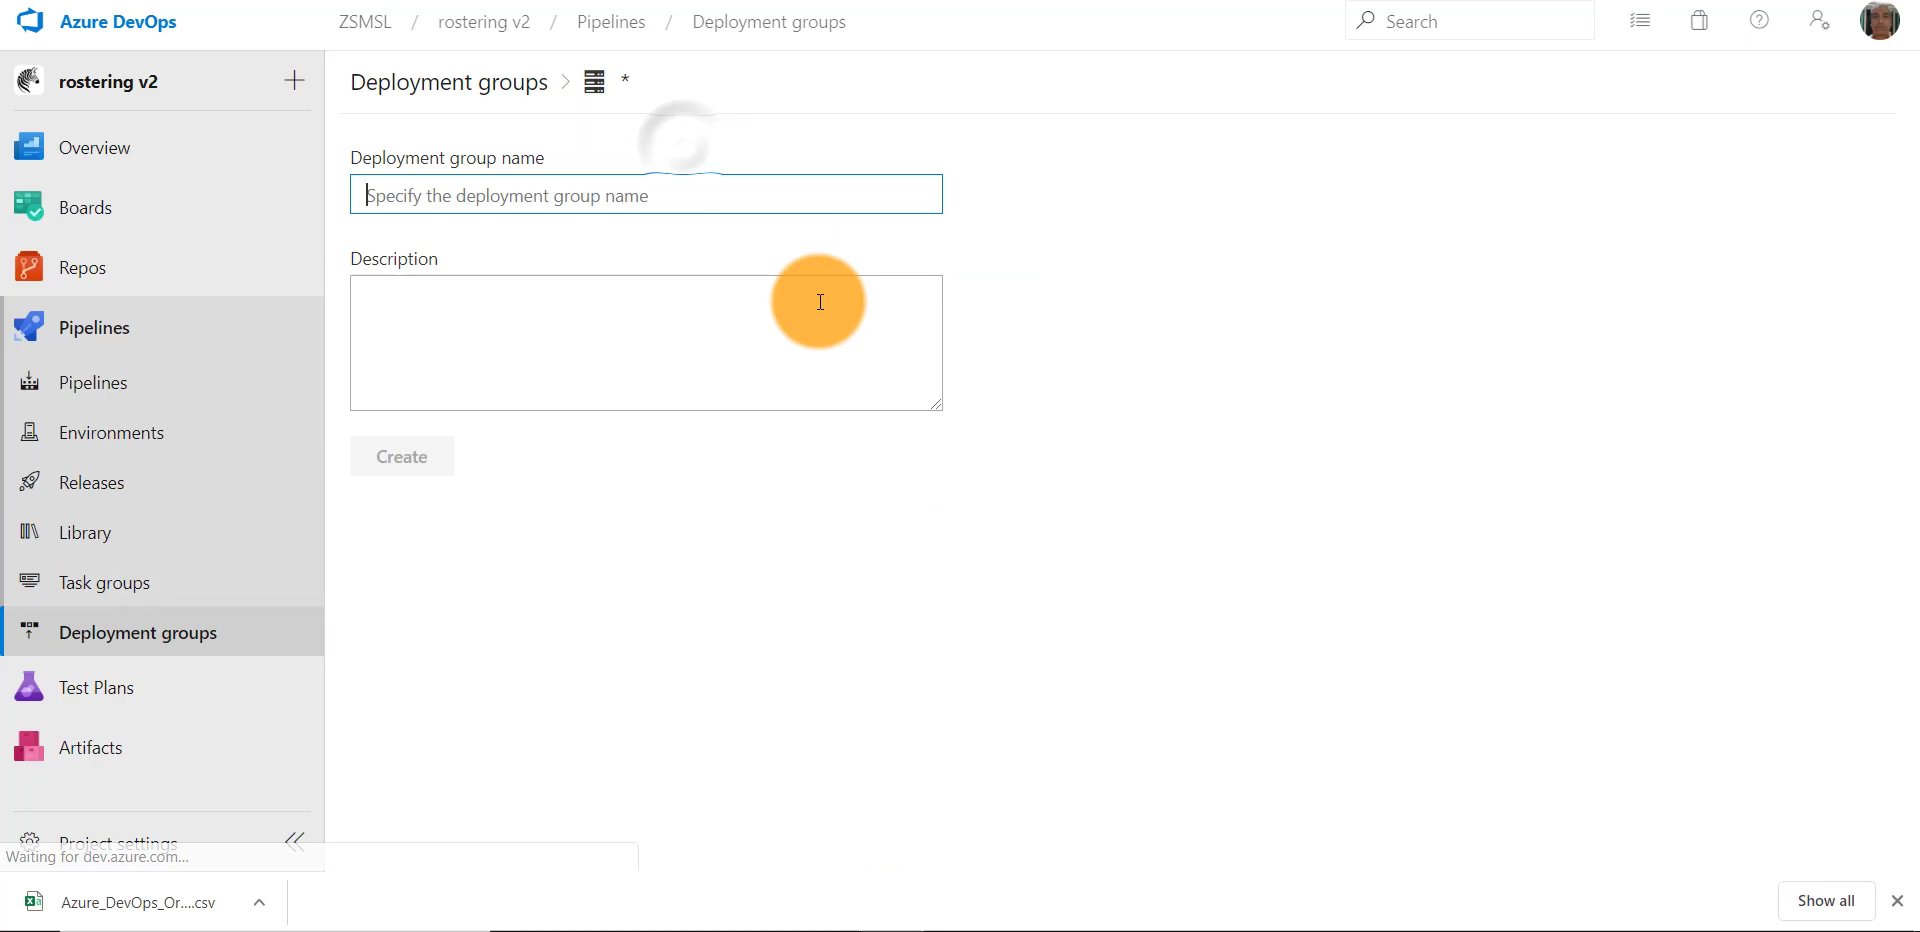 Azure DevOps
ZSMSL / rostering v2 / Pipelines / Deployment groups
Search
rostering v2
Deployment groups > *
Overview
Boards
Repos
Pipelines
Pipelines
Environments
Releases
Library
Task groups
Deployment groups
Test Plans
Artifacts
Project settings
Deployment group name
Specify the deployment group name
Description
Create
Waiting for dev.azure.com...
Azure_DevOps_Or....csv
Show all